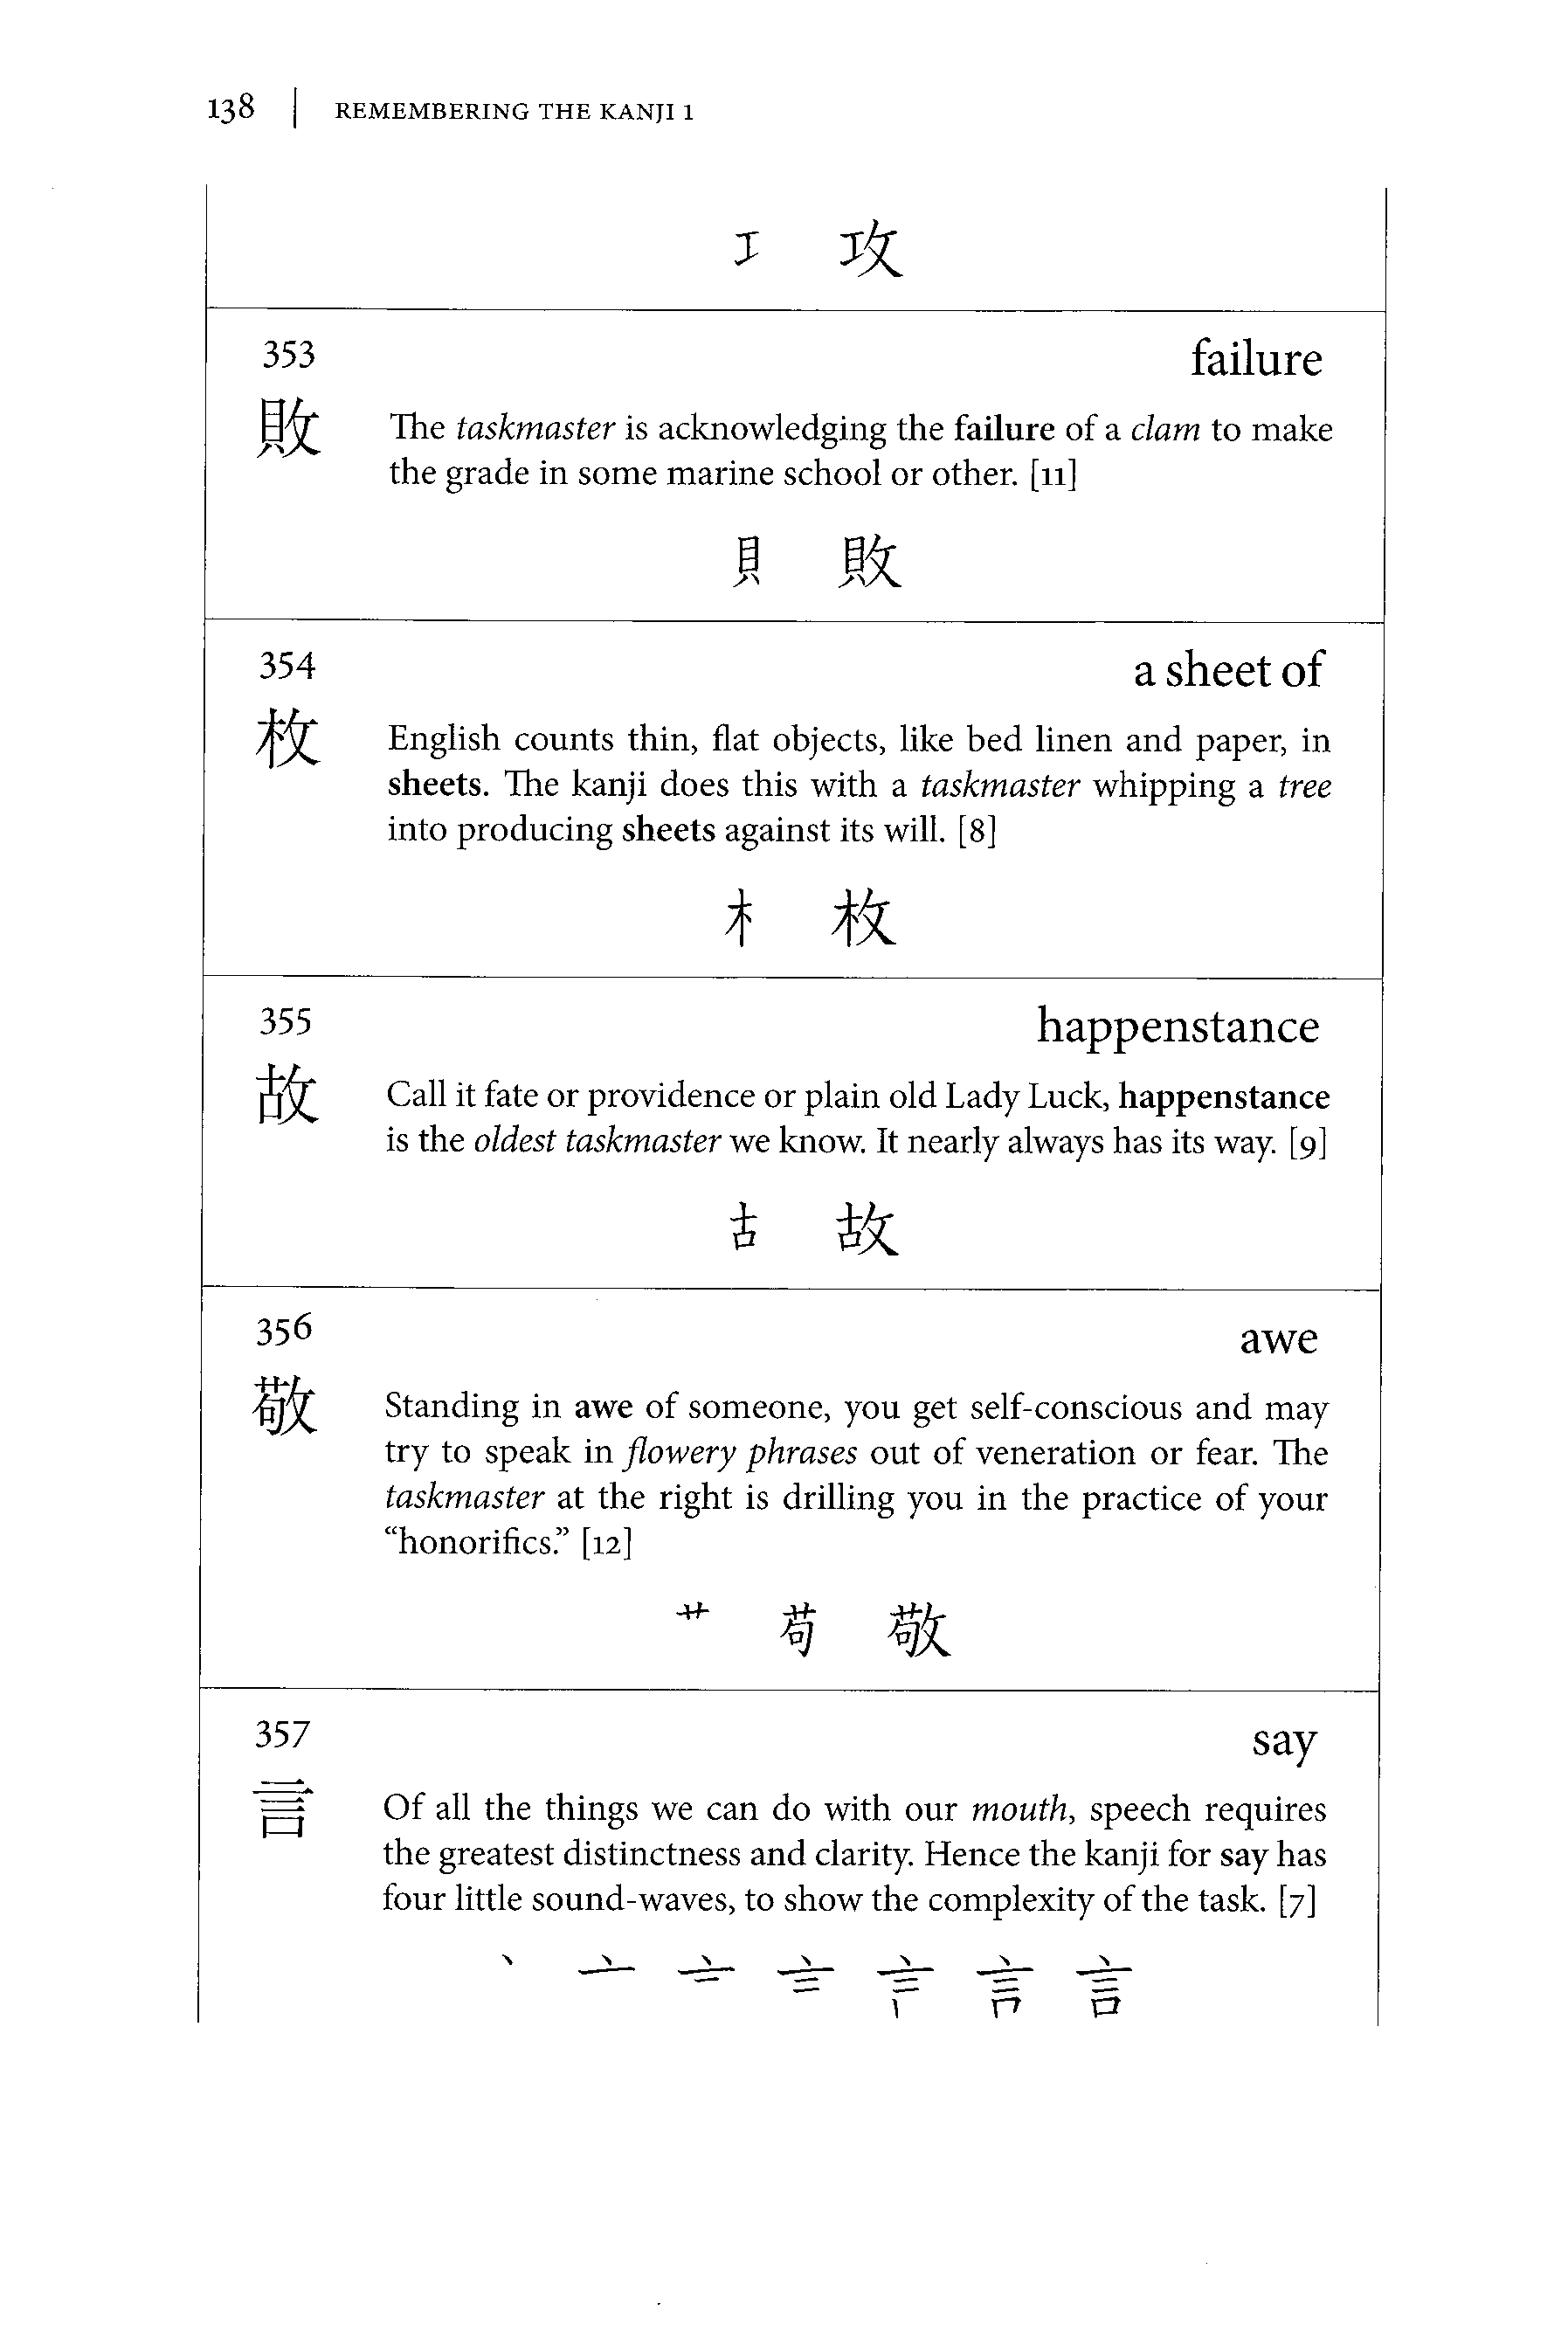 138 | REMEMBERING THE KANJI 1
工 攻
353 failure
敗 The taskmaster is acknowledging the failure of a clam to make
the grade in some marine school or other. [11]
貝 敗
354 a sheet of
枚 English counts thin, flat objects, like bed linen and paper, in
sheets. The kanji does this with a taskmaster whipping a tree
into producing sheets against its will. [8]
木 枚
355 happenstance
故 Call it fate or providence or plain old Lady Luck, happenstance
is the oldest taskmaster we know. It nearly always has its way. [9]
古 故
356 awe
敬 Standing in awe of someone, you get self-conscious and may
try to speak in flowery phrases out of veneration or fear. The
taskmaster at the right is drilling you in the practice of your
“honorifics.” [12]
艹 苟 敬
357 say
言 Of all the things we can do with our mouth, speech requires
the greatest distinctness and clarity. Hence the kanji for say has
four little sound-waves, to show the complexity of the task. [7]
丶 亠 言